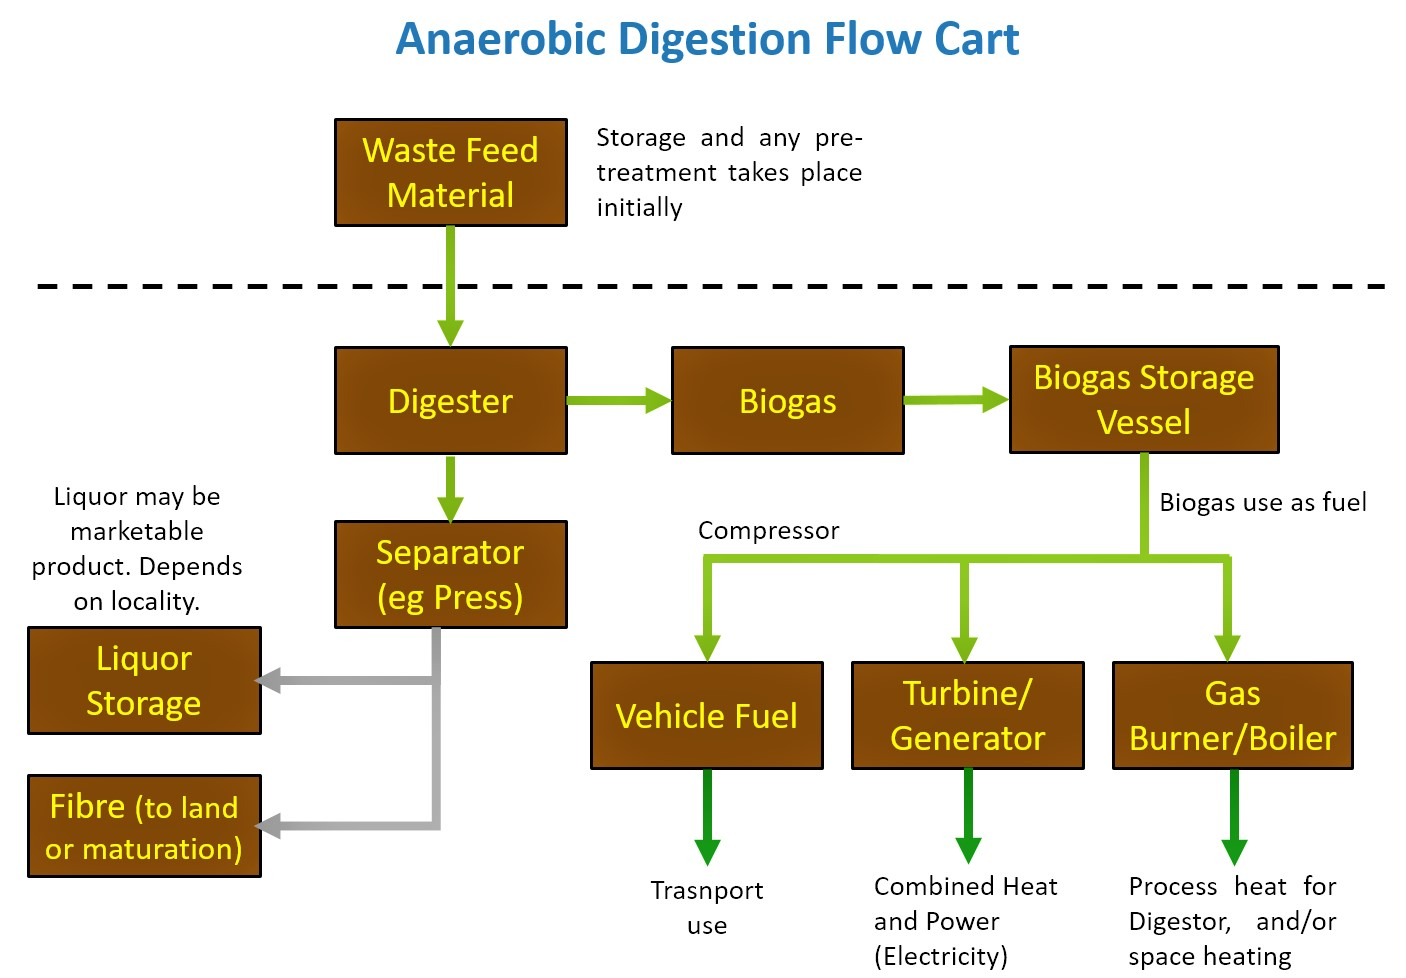 Anaerobic Digestion Flow Cart
Waste Feed
Material
Storage and any pre-
treatment takes place
initially
Digester
Biogas
Biogas Storage
Vessel
Liquor may be
marketable
product. Depends
on locality.
Separator
(eg Press)
Compressor
Biogas use as fuel
Liquor
Storage
Fibre (to land
or maturation)
Vehicle Fuel
Turbine/
Generator
Gas
Burner/Boiler
Trasnport
use
Combined Heat
and Power
(Electricity)
Process heat for
Digestor, and/or
space heating